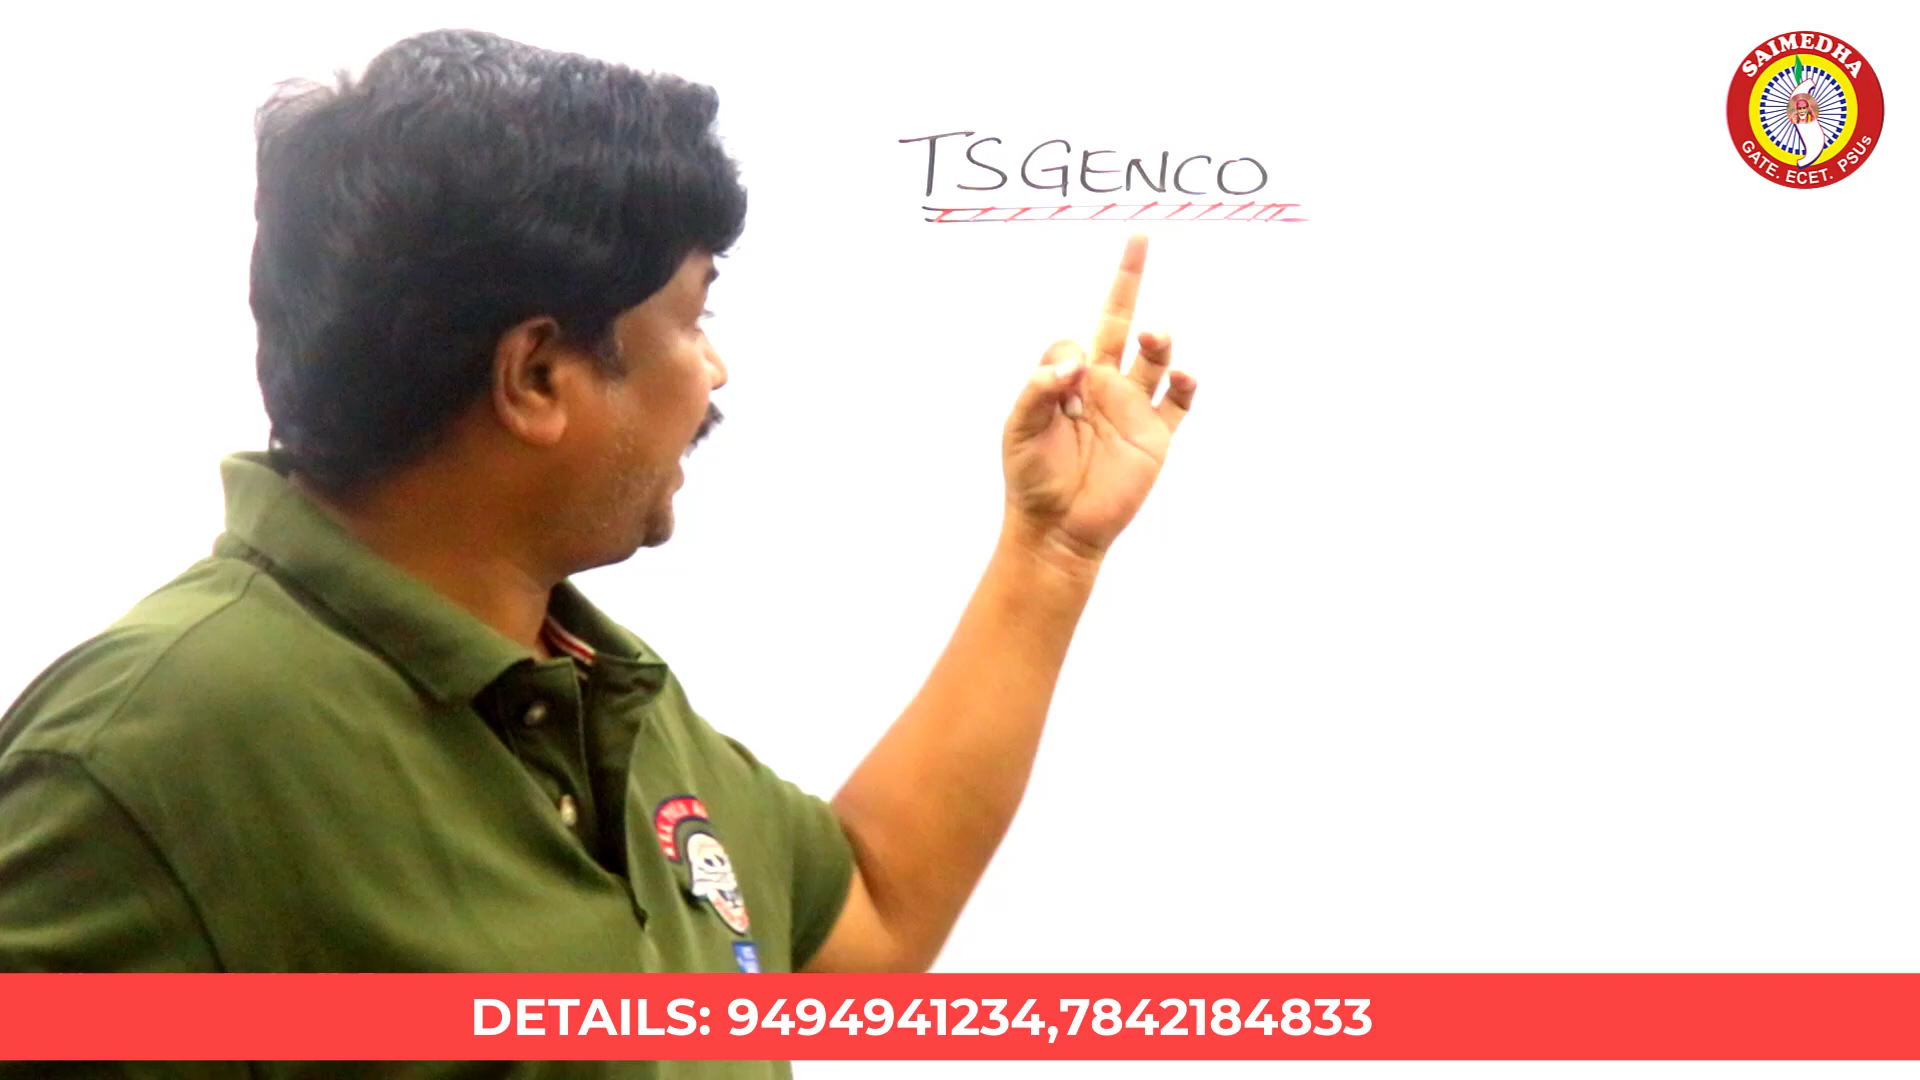 SAIMEDHA
GATE. ECET. PSUs
TSGENCO
DETAILS: 9494941234,7842184833